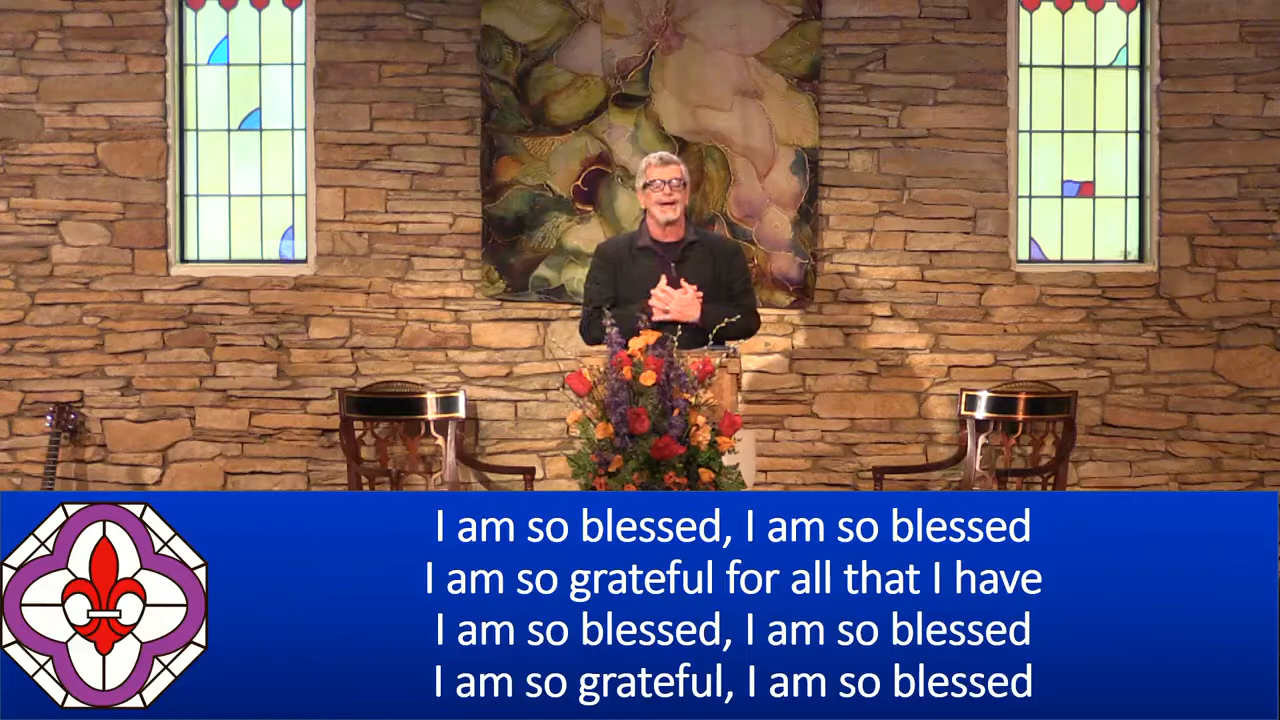 I am so blessed, I am so blessed
I am so grateful for all that I have
I am so blessed, I am so blessed
I am so grateful, I am so blessed